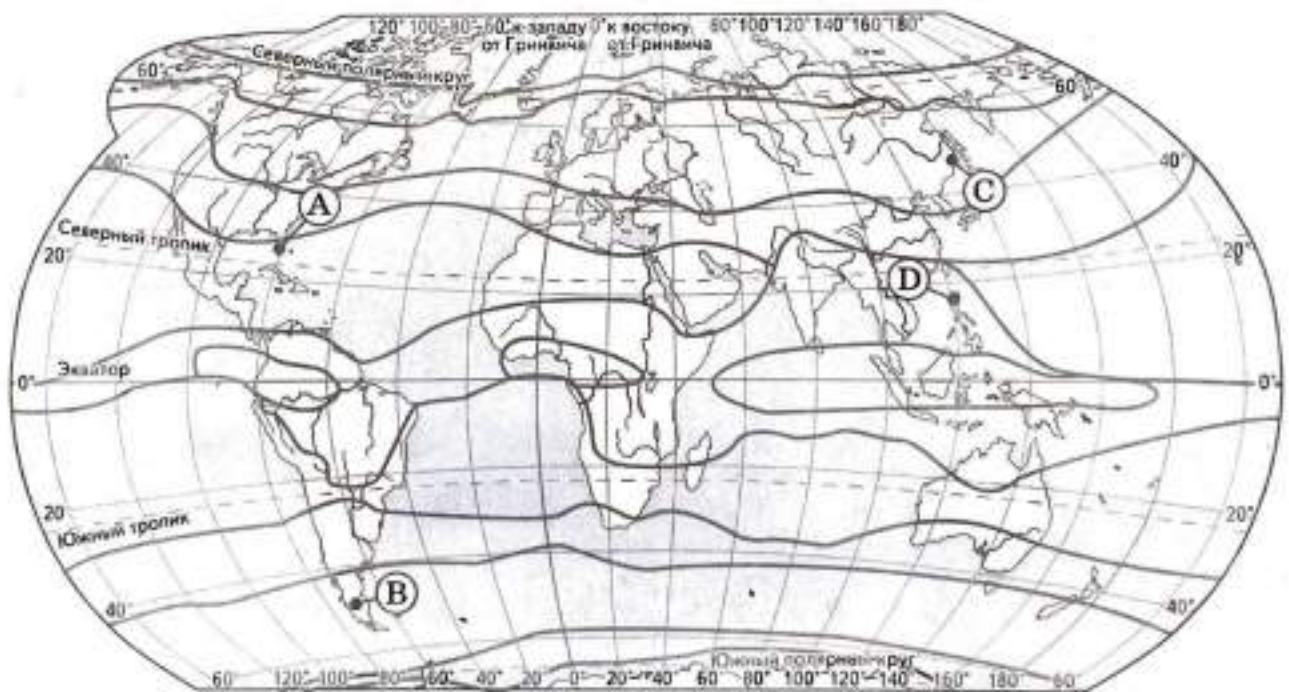 120° 100° 80° 60° к западу 0° к востоку 60° 100° 120° 140° 160° 180°
от Гринвича от Гринвича
Северный полярный круг
60°
60°
40°
40°
A
C
Северный тропик
20°
20°
D
Экватор
0°
0°
20
20°
Южный тропик
B
40°
40°
Южный полярный круг
60 120° 100° 80° 60° 40° 20° 0° 20° 40° 60° 80° 100° 120° 140° 160° 60